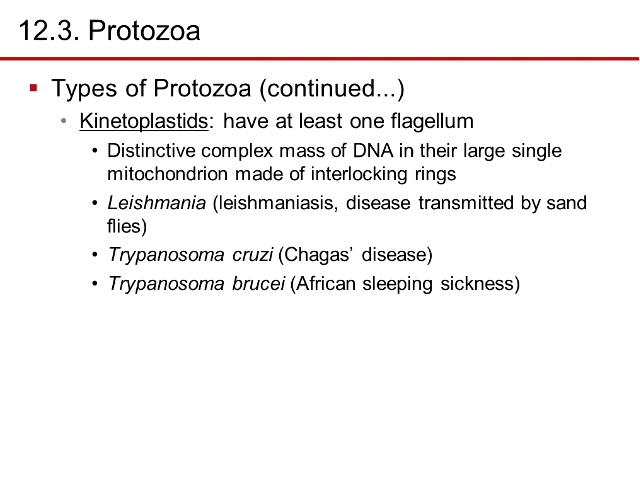 12.3. Protozoa
▪ Types of Protozoa (continued...)
• Kinetoplastids: have at least one flagellum
• Distinctive complex mass of DNA in their large single
mitochondrion made of interlocking rings
• Leishmania (leishmaniasis, disease transmitted by sand
flies)
• Trypanosoma cruzi (Chagas’ disease)
• Trypanosoma brucei (African sleeping sickness)